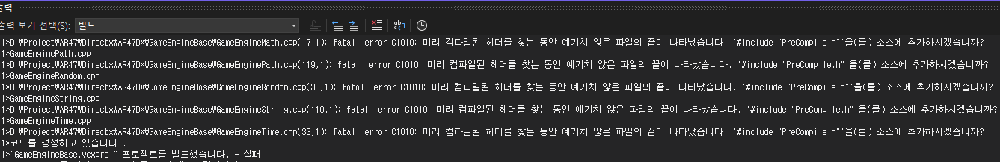 출력
출력 보기 선택(S): 빌드
1>D:\Project\AR47\Directx\AR47DX\GameEngineBase\GameEngineMath.cpp(17,1): fatal  error C1010: 미리 컴파일된 헤더를 찾는 동안 예기치 않은 파일의 끝이 나타났습니다. '#include "PreCompile.h"'을(를) 소스에 추가하시겠습니까?
1>GameEnginePath.cpp
1>D:\Project\AR47\Directx\AR47DX\GameEngineBase\GameEnginePath.cpp(119,1): fatal  error C1010: 미리 컴파일된 헤더를 찾는 동안 예기치 않은 파일의 끝이 나타났습니다. '#include "PreCompile.h"'을(를) 소스에 추가하시겠습니까?
1>GameEngineRandom.cpp
1>D:\Project\AR47\Directx\AR47DX\GameEngineBase\GameEngineRandom.cpp(30,1): fatal  error C1010: 미리 컴파일된 헤더를 찾는 동안 예기치 않은 파일의 끝이 나타났습니다. '#include "PreCompile.h"'을(를) 소스에 추가하시겠습니까?
1>GameEngineString.cpp
1>D:\Project\AR47\Directx\AR47DX\GameEngineBase\GameEngineString.cpp(110,1): fatal  error C1010: 미리 컴파일된 헤더를 찾는 동안 예기치 않은 파일의 끝이 나타났습니다. '#include "PreCompile.h"'을(를) 소스에 추가하시겠습니까?
1>GameEngineTime.cpp
1>D:\Project\AR47\Directx\AR47DX\GameEngineBase\GameEngineTime.cpp(33,1): fatal  error C1010: 미리 컴파일된 헤더를 찾는 동안 예기치 않은 파일의 끝이 나타났습니다. '#include "PreCompile.h"'을(를) 소스에 추가하시겠습니까?
1>코드를 생성하고 있습니다...
1>"GameEngineBase.vcxproj" 프로젝트를 빌드했습니다. - 실패